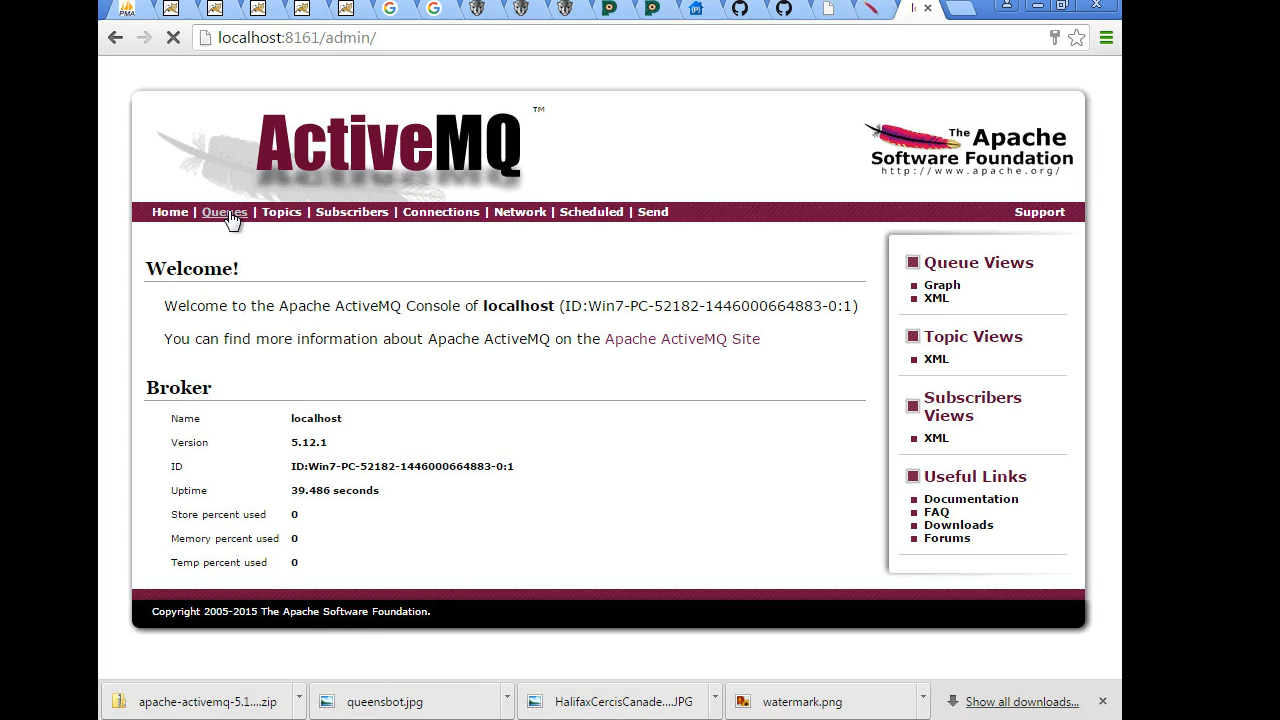 PMA
localhost:8161/admin/
ActiveMQ ™
The Apache
Software Foundation
http://www.apache.org/
Home | Queues | Topics | Subscribers | Connections | Network | Scheduled | Send Support
Welcome!
Welcome to the Apache ActiveMQ Console of localhost (ID:Win7-PC-52182-1446000664883-0:1)
You can find more information about Apache ActiveMQ on the Apache ActiveMQ Site
Broker
Name localhost
Version 5.12.1
ID ID:Win7-PC-52182-1446000664883-0:1
Uptime 39.486 seconds
Store percent used 0
Memory percent used 0
Temp percent used 0
Queue Views
Graph
XML
Topic Views
XML
Subscribers
Views
XML
Useful Links
Documentation
FAQ
Downloads
Forums
Copyright 2005-2015 The Apache Software Foundation.
apache-activemq-5.1....zip queensbot.jpg HalifaxCercisCanade....JPG watermark.png Show all downloads...